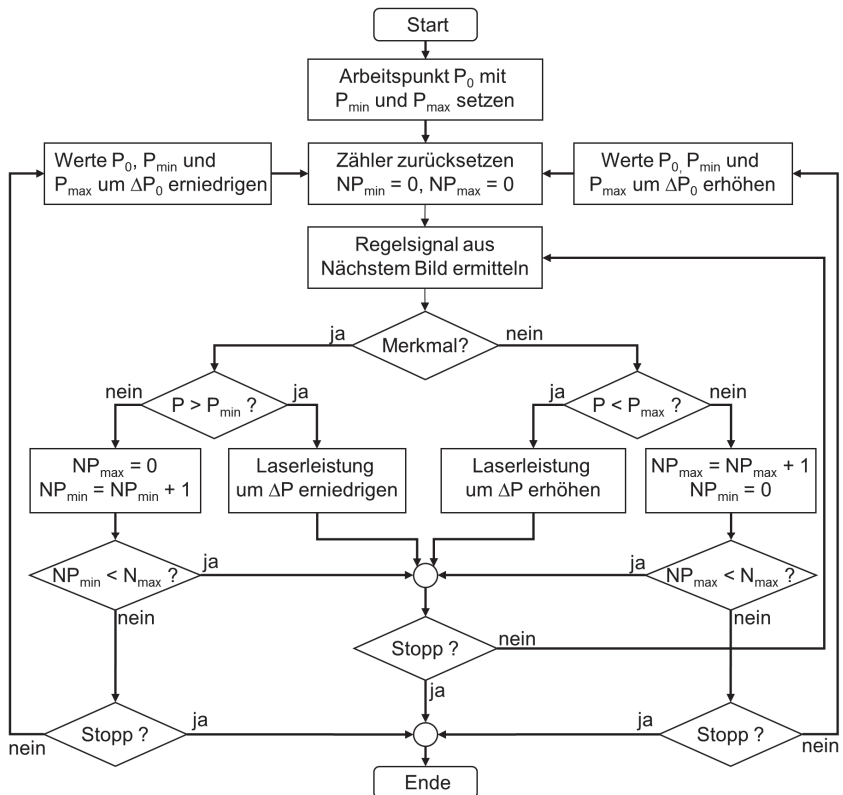 Start
Arbeitspunkt P0 mit
Pmin und Pmax setzen
Werte P0, Pmin und
Pmax um ΔP0 erniedrigen
Zähler zurücksetzen
NPmin = 0, NPmax = 0
Werte P0, Pmin und
Pmax um ΔP0 erhöhen
Regelsignal aus
Nächstem Bild ermitteln
ja
Merkmal?
nein
nein
P > Pmin ?
ja
ja
P < Pmax ?
nein
NPmax = 0
NPmin = NPmin + 1
Laserleistung
um ΔP erniedrigen
Laserleistung
um ΔP erhöhen
NPmax = NPmax + 1
NPmin = 0
NPmin < Nmax ?
ja
ja
NPmax < Nmax ?
nein
nein
Stopp ?
nein
ja
nein
Stopp ?
ja
ja
Stopp ?
nein
Ende